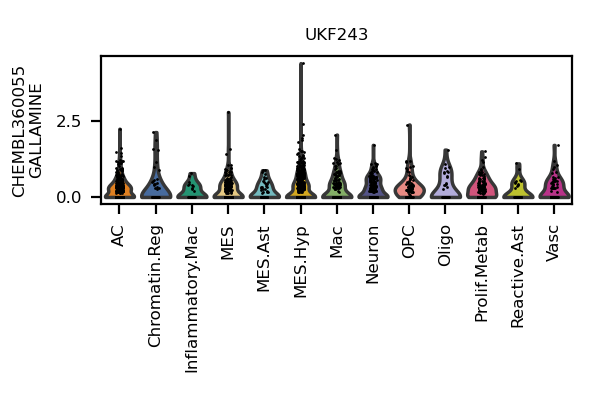 UKF243
CHEMBL360055
GALLAMINE
2.5
0.0
AC
Chromatin.Reg
Inflammatory.Mac
MES
MES.Ast
MES.Hyp
Mac
Neuron
OPC
Oligo
Prolif.Metab
Reactive.Ast
Vasc